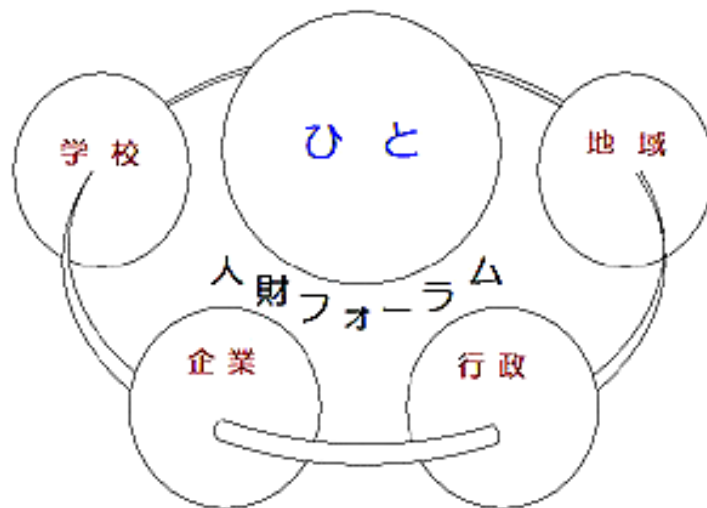 ひと
学校
地域
人財フォーラム
企業
行政